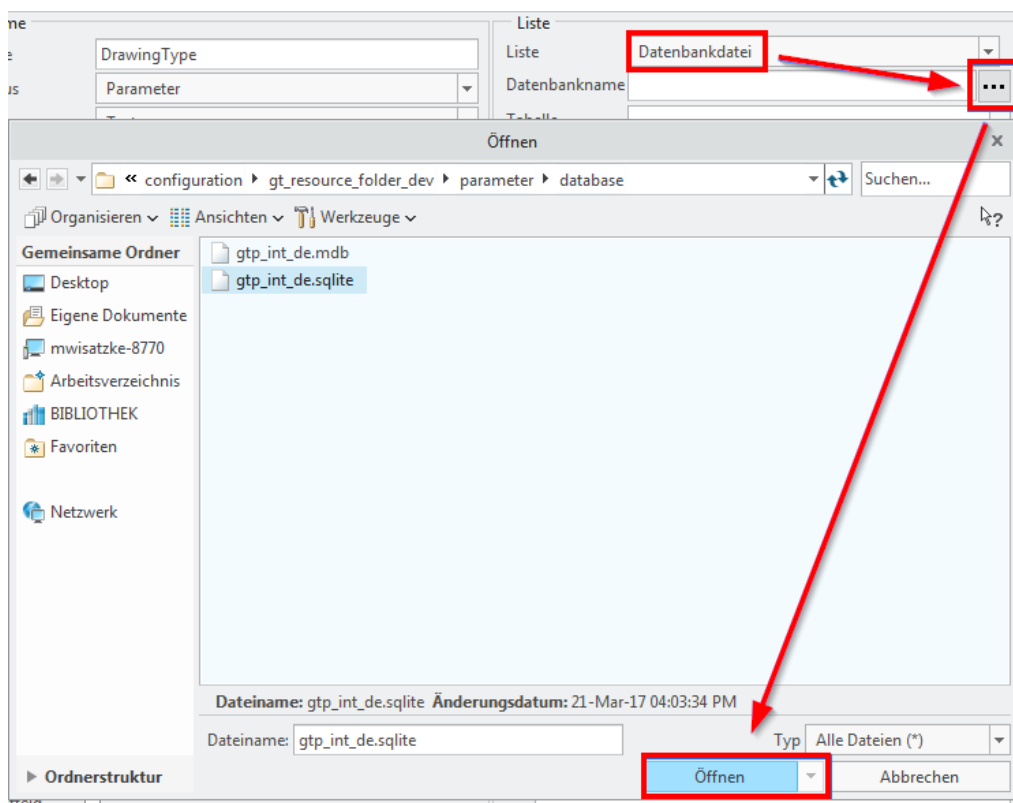 Liste
DrawingType
Liste Datenbankdatei
Parameter
Datenbankname ...
Öffnen
« configuration gt_resource_folder_dev parameter database Suchen...
Organisieren Ansichten Werkzeuge
Gemeinsame Ordner
gtp_int_de.mdb
Desktop
gtp_int_de.sqlite
Eigene Dokumente
mwisatzke-8770
Arbeitsverzeichnis
BIBLIOTHEK
Favoriten
Netzwerk
Dateiname: gtp_int_de.sqlite Änderungsdatum: 21-Mar-17 04:03:34 PM
Dateiname: gtp_int_de.sqlite Typ Alle Dateien (*)
Ordnerstruktur Öffnen Abbrechen